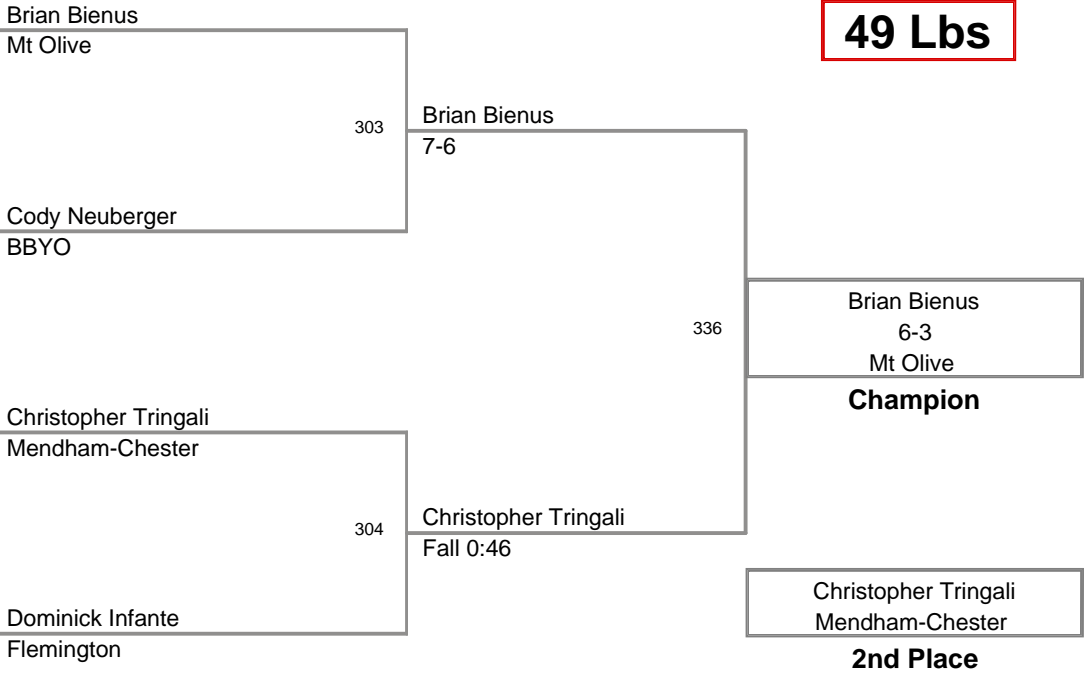 Brian Bienus
Mt Olive
49 Lbs
303
Brian Bienus
7-6
Cody Neuberger
BBYO
336
Brian Bienus
6-3
Mt Olive
Champion
Christopher Tringali
Mendham-Chester
304
Christopher Tringali
Fall 0:46
Dominick Infante
Flemington
Christopher Tringali
Mendham-Chester
2nd Place